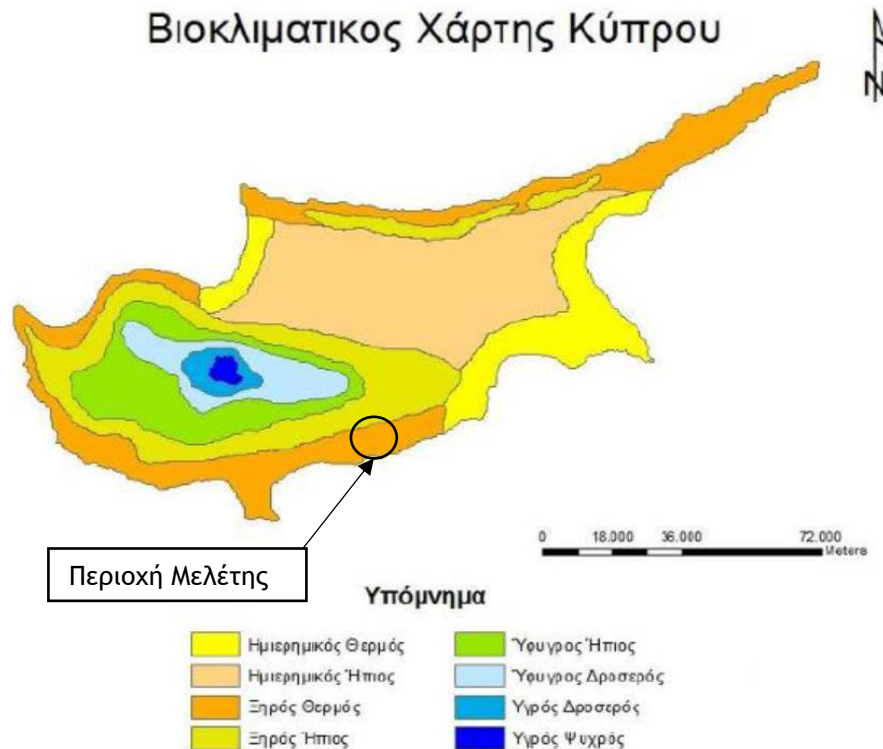 Βιοκλιματικος Χάρτης Κύπρου
N
0 18.000 36.000 72.000
Meters
Περιοχή Μελέτης
Υπόμνημα
Ημιερημικός Θερμός
Ημιερημικός Ήπιος
Ξηρός Θερμός
Ξηρός Ήπιος
Ύφυγρος Ήπιος
Ύφυγρος Δροσερός
Υγρός Δροσερός
Υγρός Ψυχρός